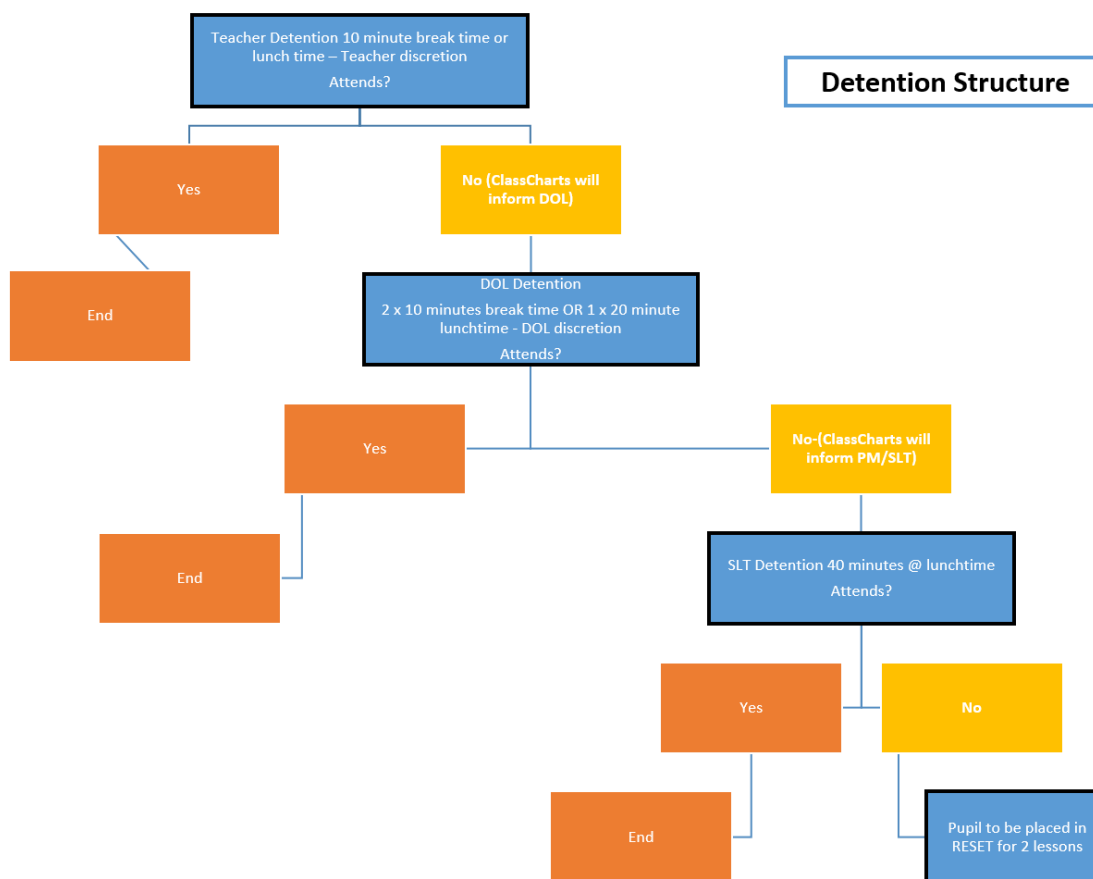 Teacher Detention 10 minute break time or
lunch time – Teacher discretion
Attends?
Detention Structure
Yes
No (ClassCharts will
inform DOL)
End
DOL Detention
2 x 10 minutes break time OR 1 x 20 minute
lunchtime - DOL discretion
Attends?
Yes
No-(ClassCharts will
inform PM/SLT)
End
SLT Detention 40 minutes @ lunchtime
Attends?
Yes
No
End
Pupil to be placed in
RESET for 2 lessons